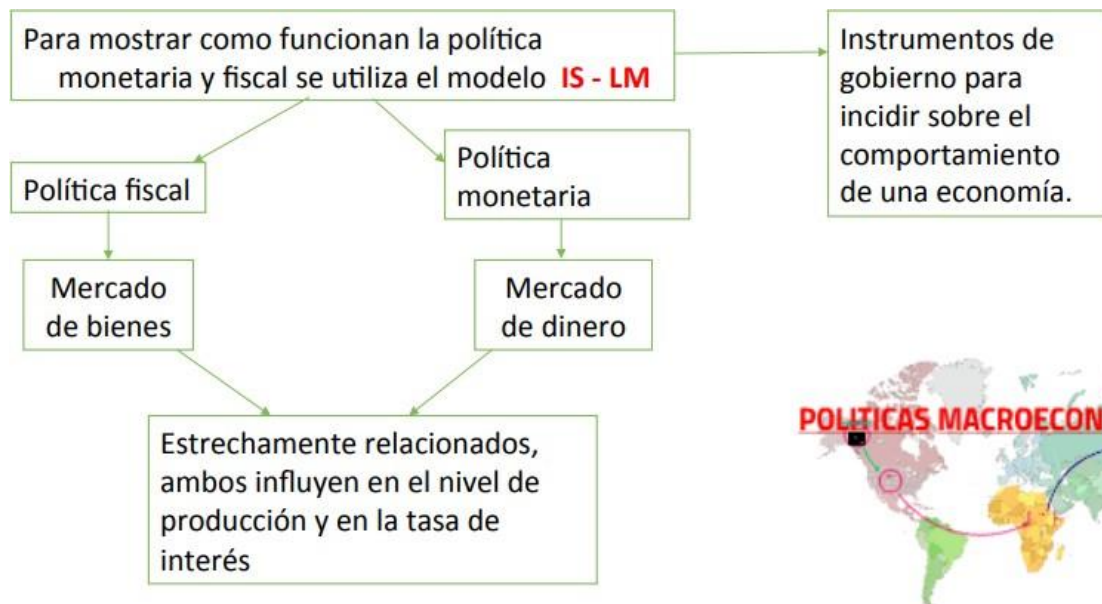 Para mostrar como funcionan la política
monetaria y fiscal se utiliza el modelo IS - LM
Instrumentos de
gobierno para
incidir sobre el
comportamiento
de una economía.
Política fiscal
Política
monetaria
Mercado
de bienes
Mercado
de dinero
Estrechamente relacionados,
ambos influyen en el nivel de
producción y en la tasa de
interés
POLITICAS MACROECON